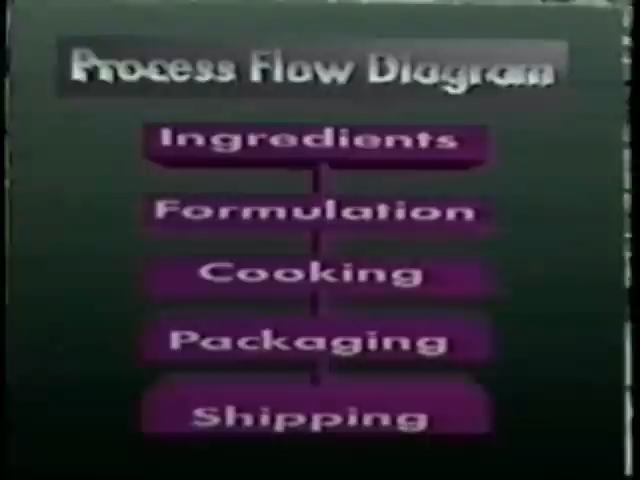 Process Flow Diagram
Ingredients
Formulation
Cooking
Packaging
Shipping